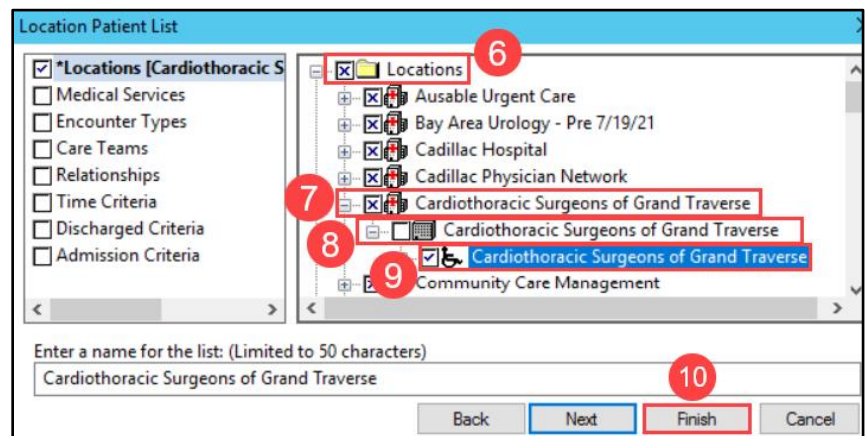 Location Patient List
*Locations [Cardiothoracic S
Medical Services
Encounter Types
Care Teams
Relationships
Time Criteria
Discharged Criteria
Admission Criteria
6
Locations
Ausable Urgent Care
Bay Area Urology - Pre 7/19/21
Cadillac Hospital
Cadillac Physician Network
7
Cardiothoracic Surgeons of Grand Traverse
8
Cardiothoracic Surgeons of Grand Traverse
9
Cardiothoracic Surgeons of Grand Traverse
Community Care Management
Enter a name for the list: (Limited to 50 characters)
Cardiothoracic Surgeons of Grand Traverse
10
Back Next Finish Cancel